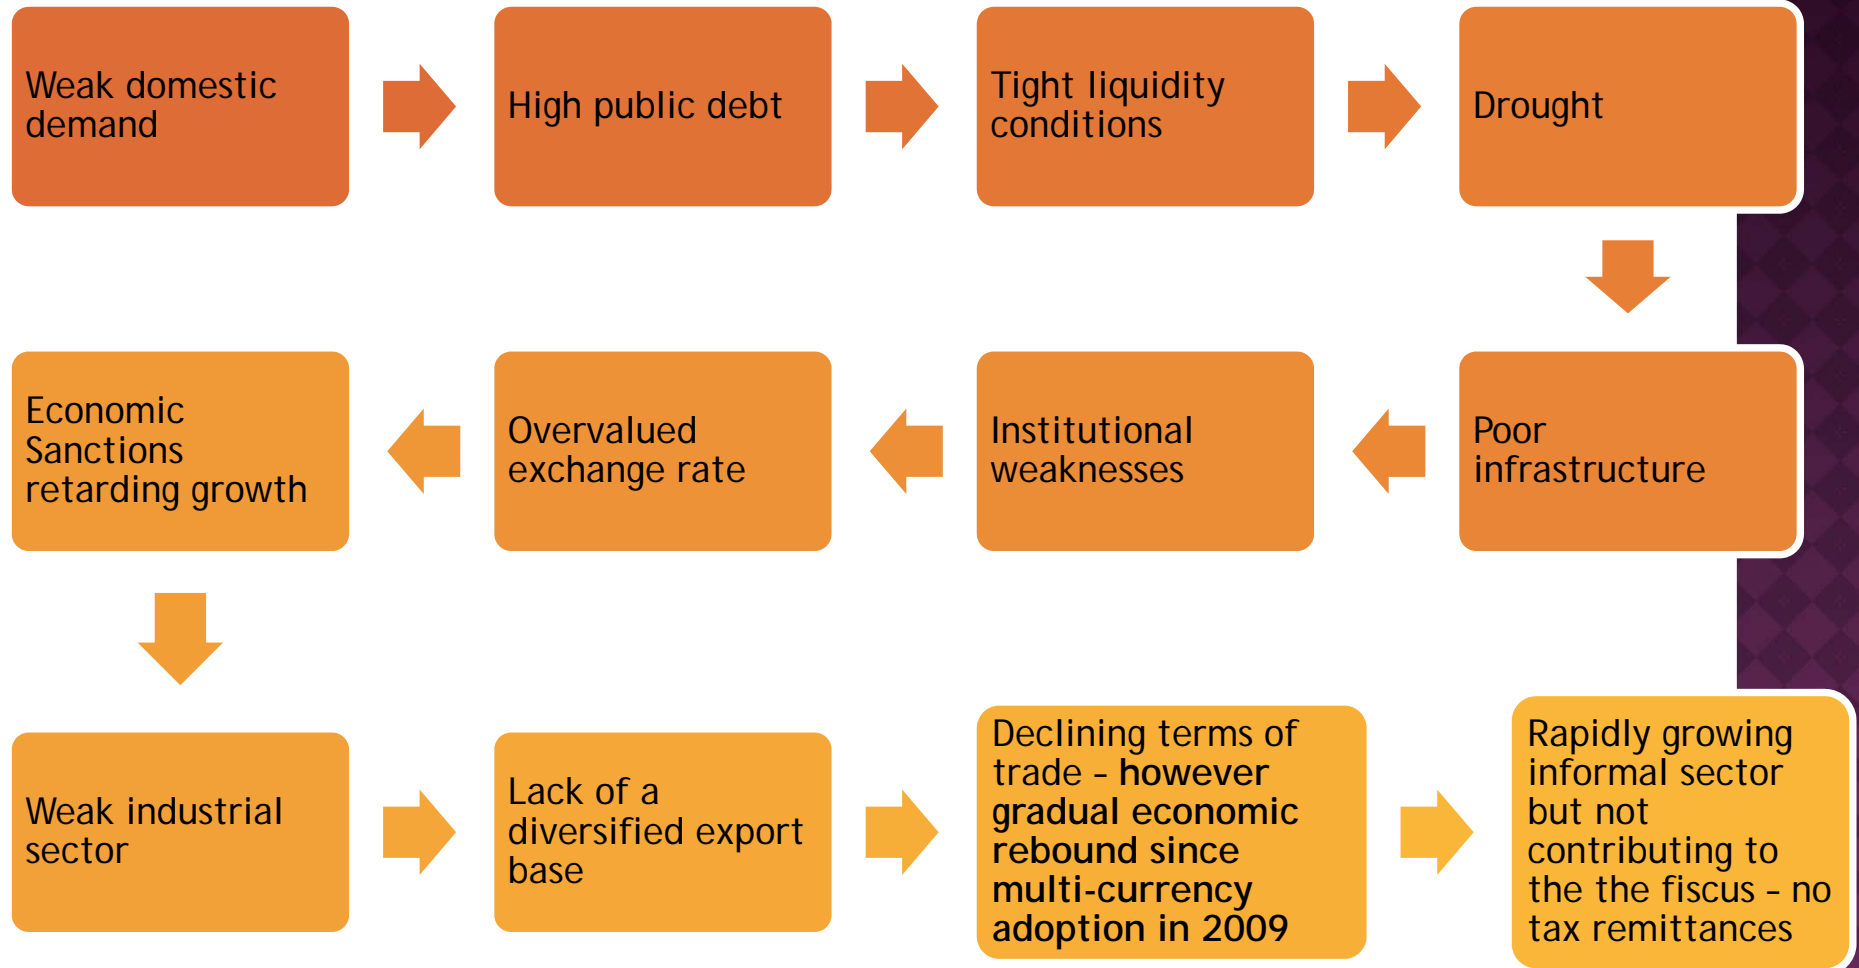 Weak domestic
demand
High public debt
Tight liquidity
conditions
Drought
Poor
infrastructure
Institutional
weaknesses
Overvalued
exchange rate
Economic
Sanctions
retarding growth
Weak industrial
sector
Lack of a
diversified export
base
Declining terms of
trade – however
gradual economic
rebound since
multi-currency
adoption in 2009
Rapidly growing
informal sector
but not
contributing to
the the fiscus – no
tax remittances